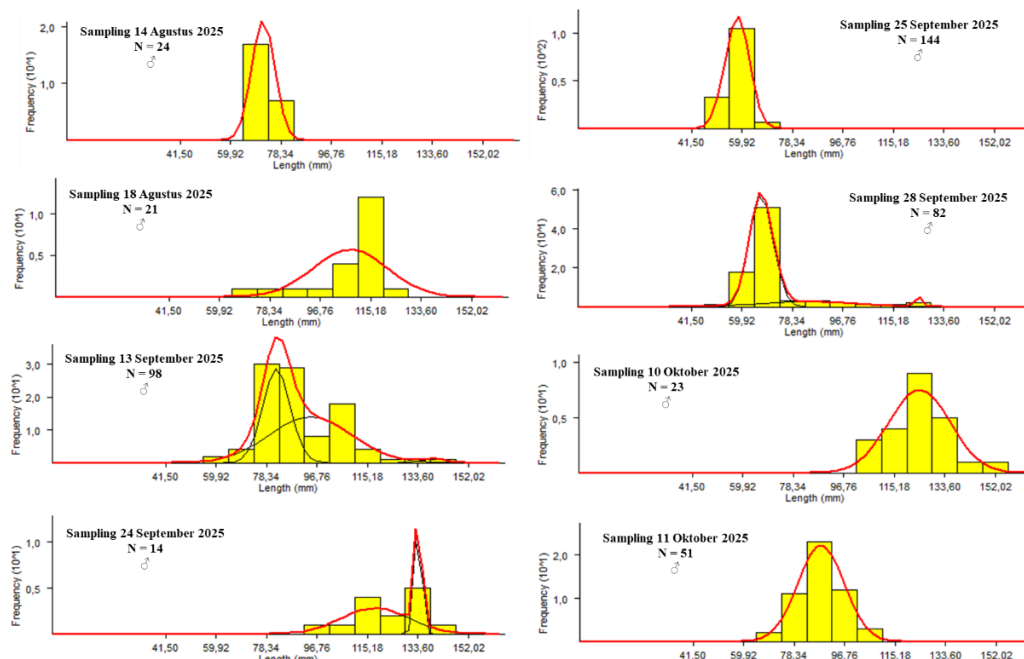 Sampling 14 Agustus 2025
N = 24
♂
Frequency (10^1)
2,0
1,0
41,50 59,92 78,34 96,76 115,18 133,60 152,02
Length (mm)
Sampling 18 Agustus 2025
N = 21
♂
Frequency (10^1)
1,0
0,5
41,50 59,92 78,34 96,76 115,18 133,60 152,02
Length (mm)
Sampling 13 September 2025
N = 98
♂
Frequency (10^1)
3,0
2,0
1,0
41,50 59,92 78,34 96,76 115,18 133,60 152,02
Length (mm)
Sampling 24 September 2025
N = 14
♂
Frequency (10^1)
1,0
0,5
41,50 59,92 78,34 96,76 115,18 133,60 152,02
Length (mm)
Sampling 25 September 2025
N = 144
♂
Frequency (10^2)
1,0
0,5
41,50 59,92 78,34 96,76 115,18 133,60 152,02
Length (mm)
Sampling 28 September 2025
N = 82
♂
Frequency (10^1)
6,0
4,0
2,0
41,50 59,92 78,34 96,76 115,18 133,60 152,02
Length (mm)
Sampling 10 Oktober 2025
N = 23
♂
Frequency (10^1)
1,0
0,5
41,50 59,92 78,34 96,76 115,18 133,60 152,02
Length (mm)
Sampling 11 Oktober 2025
N = 51
♂
Frequency (10^1)
2,0
1,0
41,50 59,92 78,34 96,76 115,18 133,60 152,02
Length (mm)